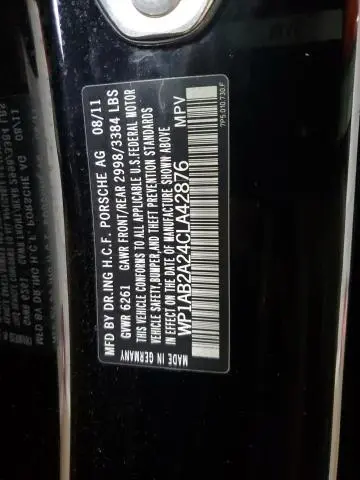 MFD BY DR.ING H.C.F. PORSCHE AG 08/11
GVWR 6261 GAWR FRONT/REAR 2998/3384 LBS
THIS VEHICLE CONFORMS TO ALL APPLICABLE U.S.FEDERAL MOTOR
VEHICLE SAFETY,BUMPER,AND THEFT PREVENTION STANDARDS
IN EFFECT ON THE DATE OF MANUFACTURE SHOWN ABOVE.
WP1AB2A24CLA42876 MPV
MADE IN GERMANY
7P5010730F